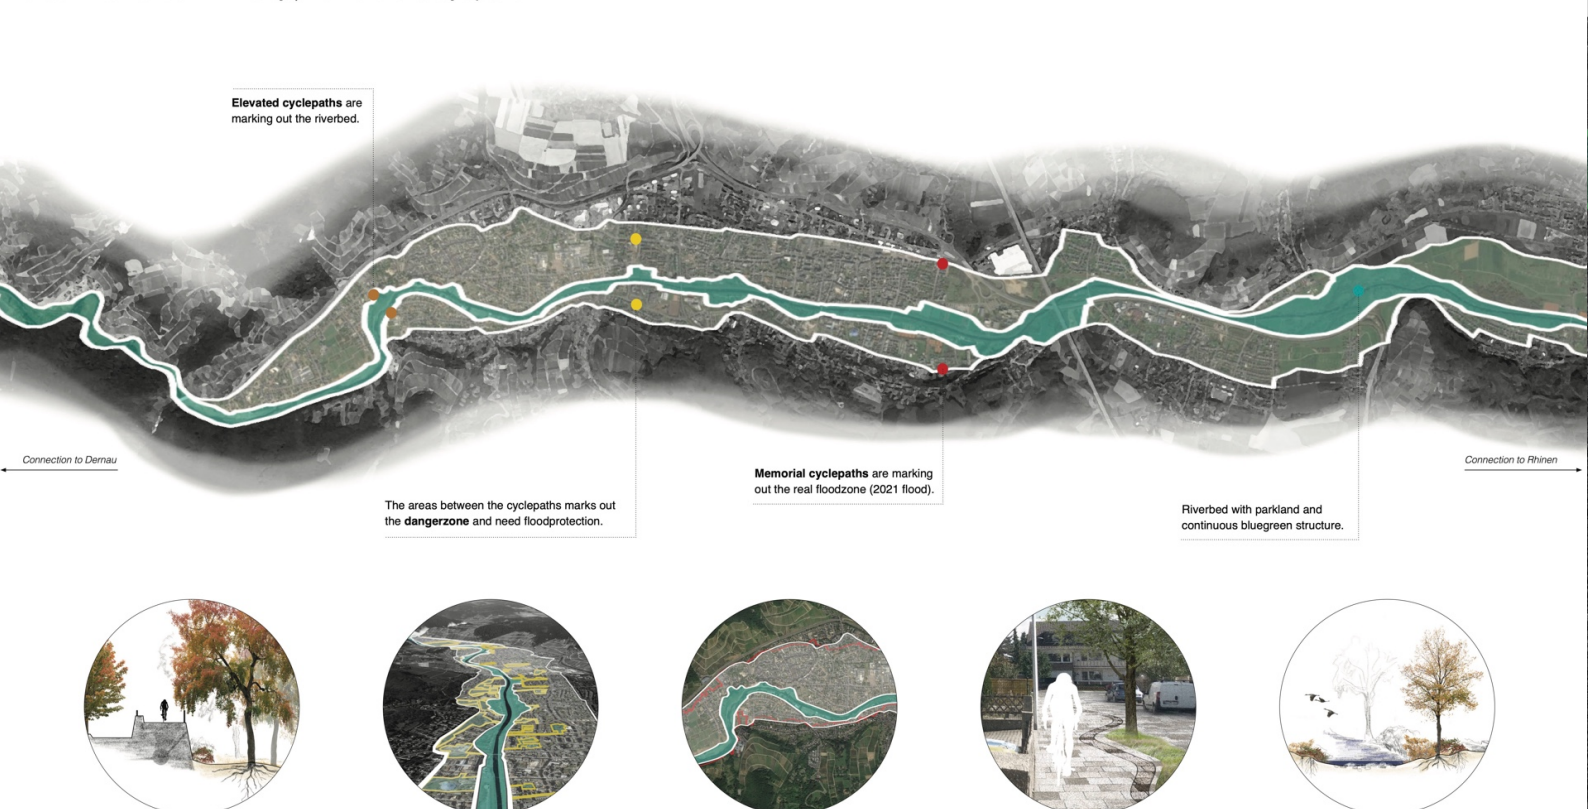 Elevated cyclepaths are
marking out the riverbed.
Connection to Dernau
The areas between the cyclepaths marks out
the dangerzone and need floodprotection.
Memorial cyclepaths are marking
out the real floodzone (2021 flood).
Connection to Rhinen
Riverbed with parkland and
continuous bluegreen structure.